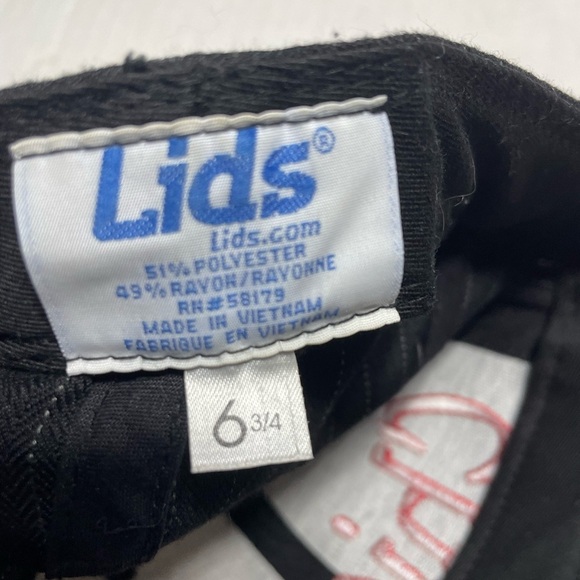 Lids®
Lids.com
51% POLYESTER
49% RAYON/RAYONNE
RN#58179
MADE IN VIETNAM
FABRIQUE EN VIETNAM
6 3/4